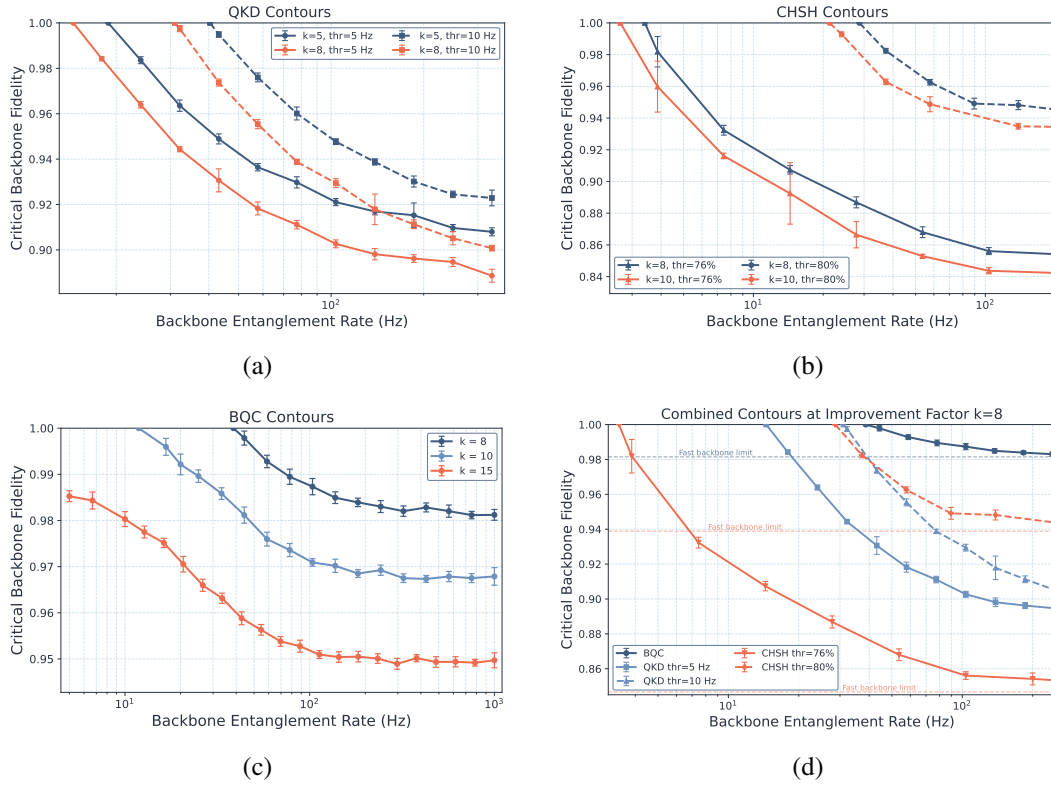 QKD Contours
1.00
0.98
0.96
0.94
0.92
0.90
Critical Backbone Fidelity
k=5, thr=5 Hz
k=8, thr=5 Hz
k=5, thr=10 Hz
k=8, thr=10 Hz
10²
Backbone Entanglement Rate (Hz)
(a)
CHSH Contours
1.00
0.98
0.96
0.94
0.92
0.90
0.88
0.86
0.84
Critical Backbone Fidelity
k=8, thr=76%
k=10, thr=76%
k=8, thr=80%
k=10, thr=80%
10¹
10²
Backbone Entanglement Rate (Hz)
(b)
BQC Contours
1.00
0.99
0.98
0.97
0.96
0.95
Critical Backbone Fidelity
k = 8
k = 10
k = 15
10¹
10²
10³
Backbone Entanglement Rate (Hz)
(c)
Combined Contours at Improvement Factor k=8
1.00
0.98
0.96
0.94
0.92
0.90
0.88
0.86
Critical Backbone Fidelity
Fast backbone limit
Fast backbone limit
Fast backbone limit
BQC
QKD thr=5 Hz
QKD thr=10 Hz
CHSH thr=76%
CHSH thr=80%
10¹
10²
Backbone Entanglement Rate (Hz)
(d)